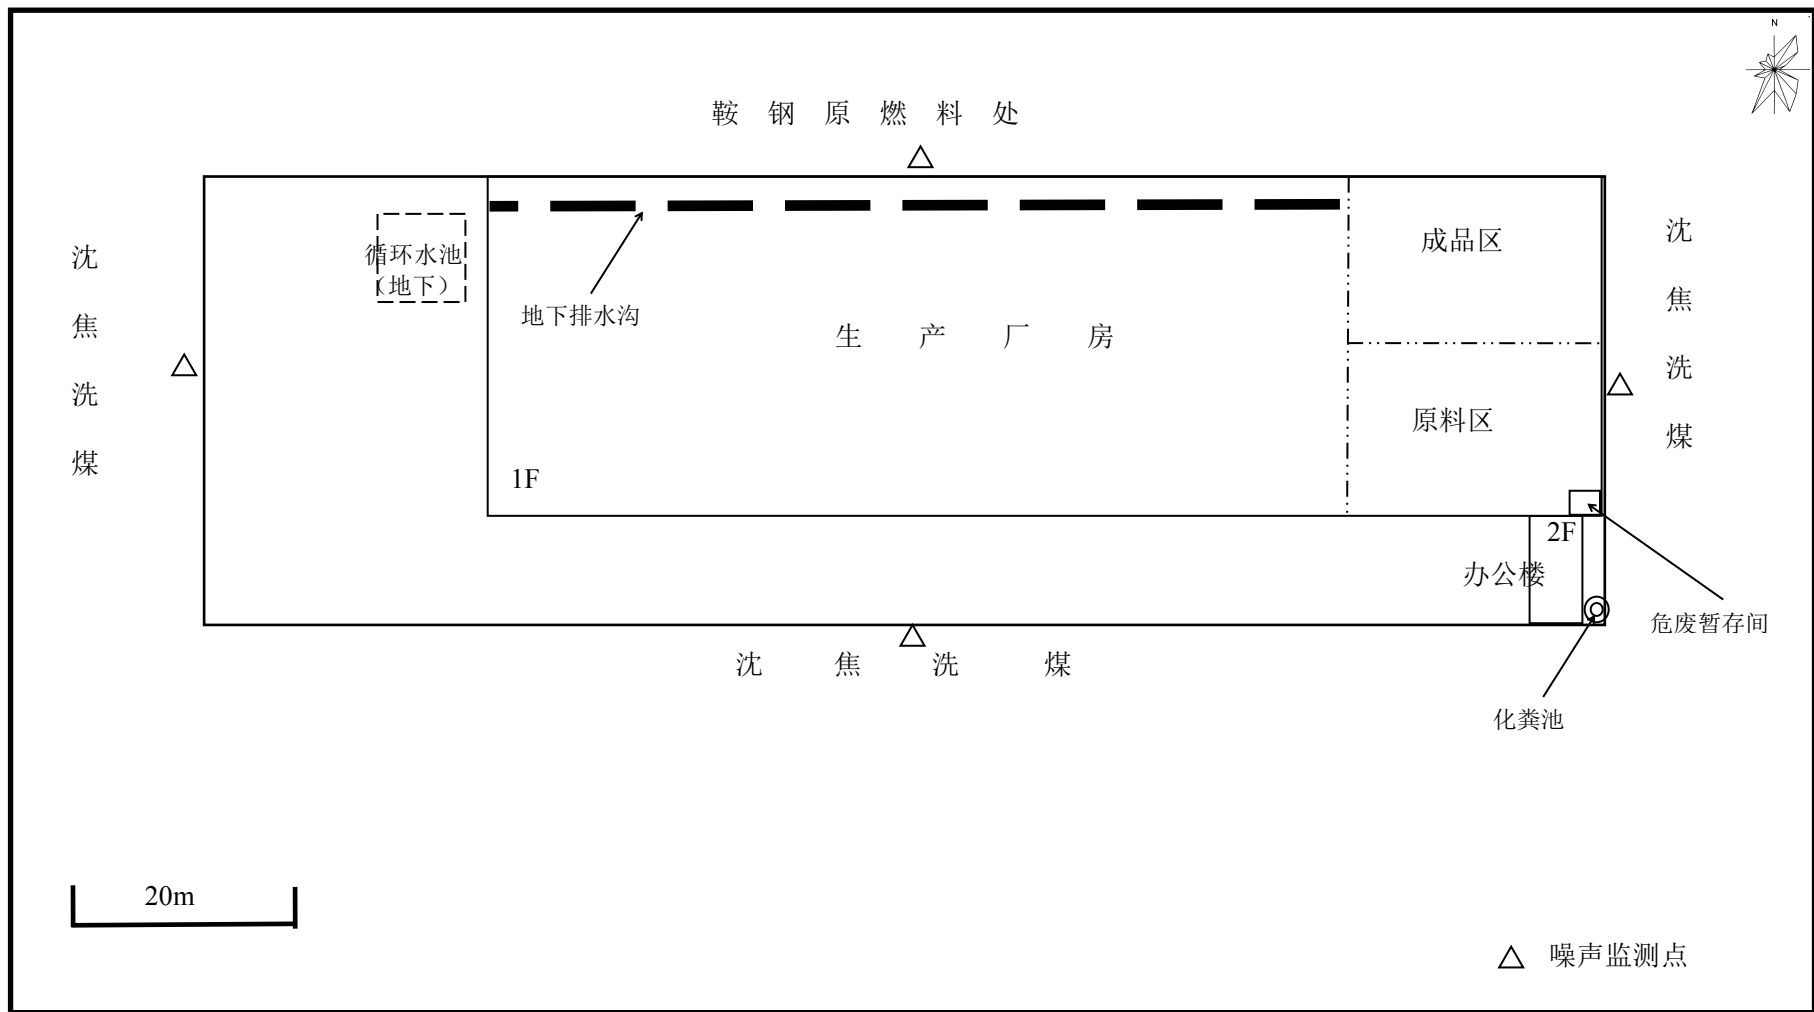 N
鞍钢原燃料处
沈焦洗煤
循环水池
（地下）
地下排水沟
生产厂房
成品区
原料区
沈焦洗煤
1F
2F
办公楼
危废暂存间
沈焦洗煤
化粪池
20m
噪声监测点